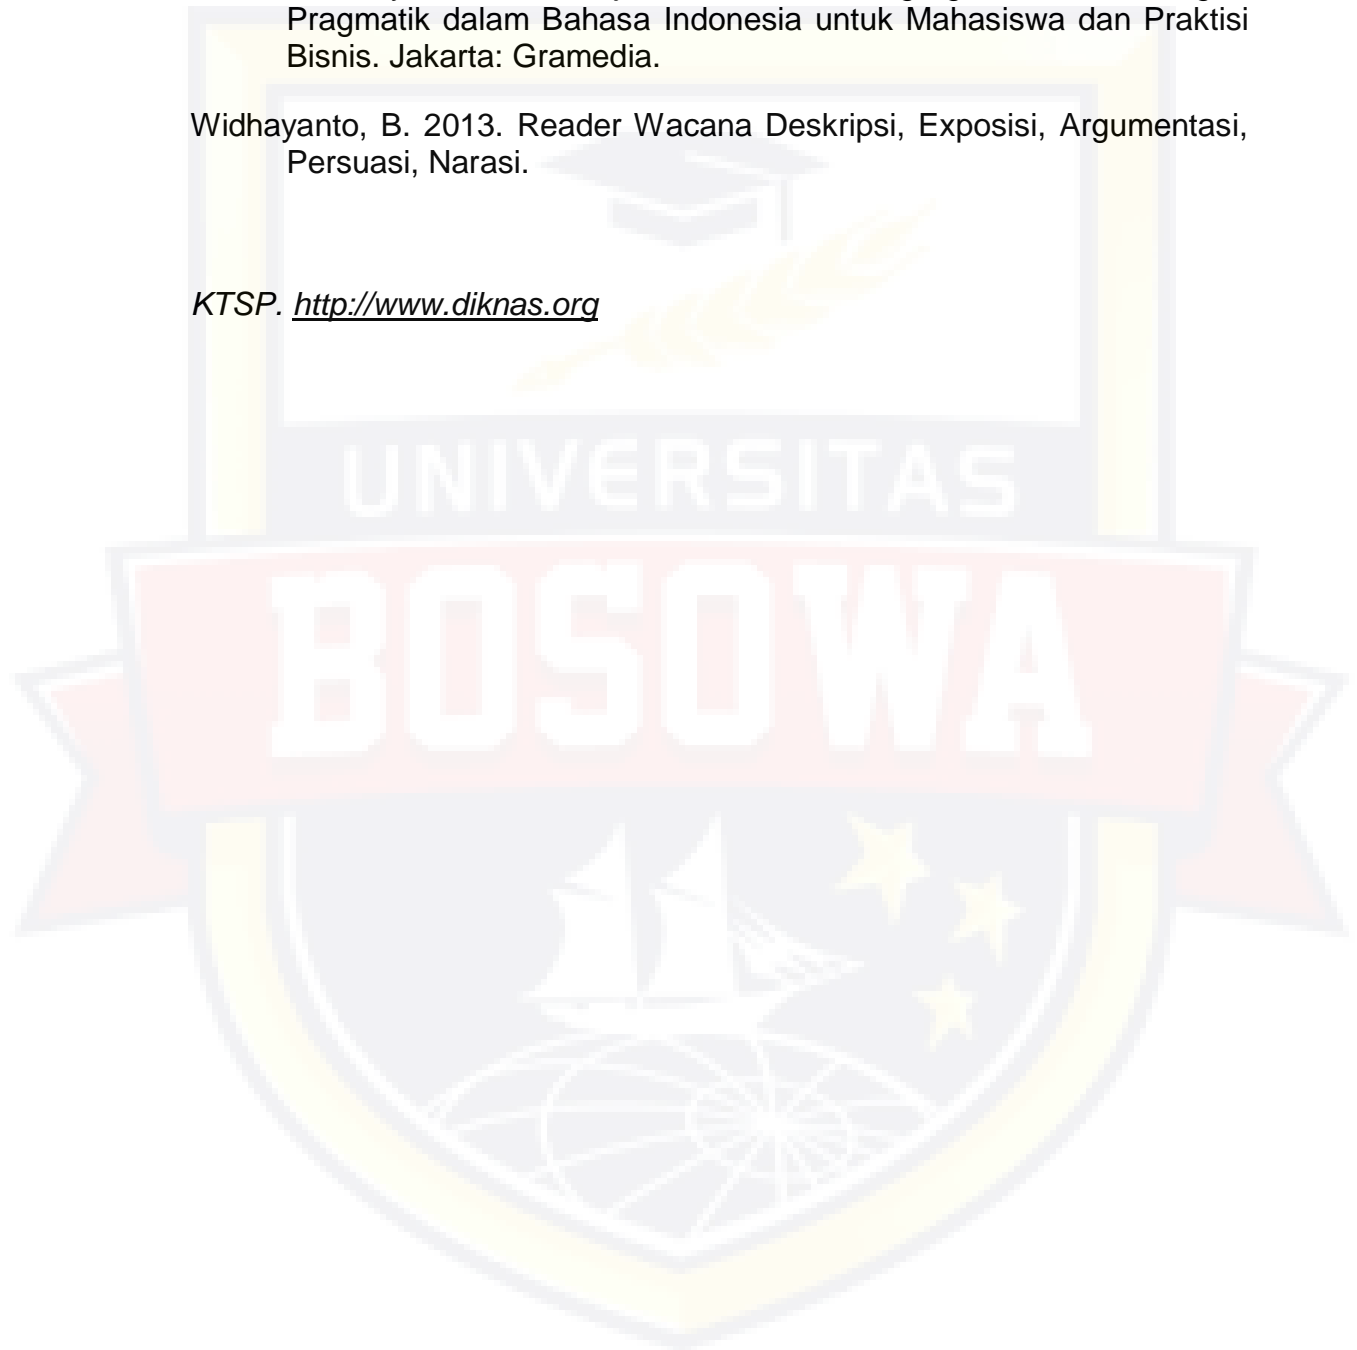 Pragmatik dalam Bahasa Indonesia untuk Mahasiswa dan Praktisi
Bisnis. Jakarta: Gramedia.
Widhayanto, B. 2013. Reader Wacana Deskripsi, Exposisi, Argumentasi,
Persuasi, Narasi.
KTSP. http://www.diknas.org
UNIVERSITAS
BOSOWA